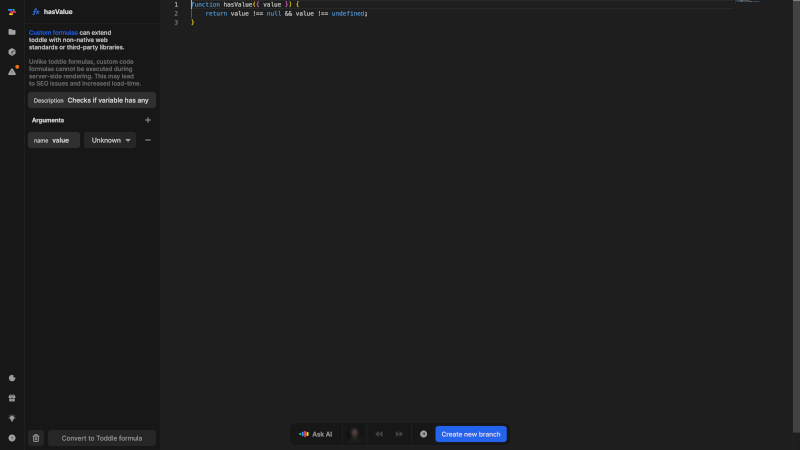 hasValue
Custom formulas can extend
toddle with non-native web
standards or third-party libraries.
Unlike toddle formulas, custom code
formulas cannot be executed during
server-side rendering. This may lead
to SEO issues and increased load-time.
Description Checks if variable has any
Arguments
name value Unknown
Convert to Toddle formula
1 function hasValue({ value }) {
2 return value !== null && value !== undefined;
3 }
Ask AI Create new branch